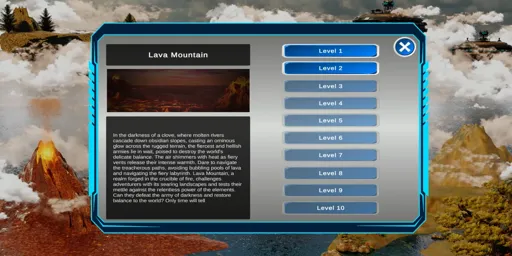 Lava Mountain
In the darkness of a stove, where molten rivers
cascade down obsidian slopes, casting an ominous
glow across the rugged terrain, the fiercest and hellish
armies lie in wait, poised to destroy the world's
delicate balance. The air shimmers with heat as fiery
vents release their intense warmth. Dare to navigate
the treacherous paths, avoiding bubbling pools of lava
and navigating the fiery labyrinth. Lava Mountain, a
realm forged in the crucible of fire, challenges
adventurers with its searing landscapes and tests their
mettle against the relentless power of the elements.
Can they defeat the army of darkness and restore
balance to the world? Only time will tell
Level 1
Level 2
Level 3
Level 4
Level 5
Level 6
Level 7
Level 8
Level 9
Level 10